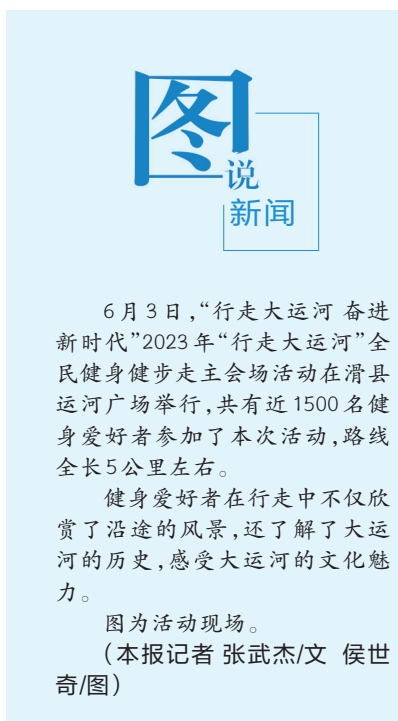 图
说
新闻
6月3日,“行走大运河 奋进
新时代”2023年“行走大运河”全
民健身健步走主会场活动在滑县
运河广场举行,共有近1500名健
身爱好者参加了本次活动,路线
全长5公里左右。
健身爱好者在行走中不仅欣
赏了沿途的风景,还了解了大运
河的历史,感受大运河的文化魅
力。
图为活动现场。
(本报记者 张武杰/文 侯世
奇/图)